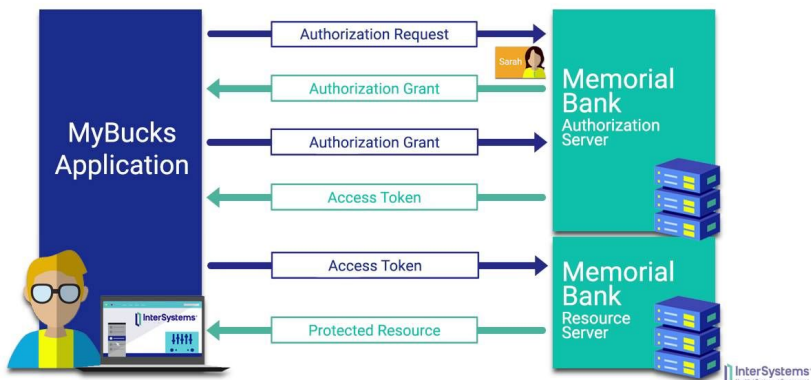 MyBucks
Application
Authorization Request
Sarah
Authorization Grant
Authorization Grant
Access Token
Memorial
Bank
Authorization
Server
Access Token
Protected Resource
Memorial
Bank
Resource
Server
InterSystems
InterSystems